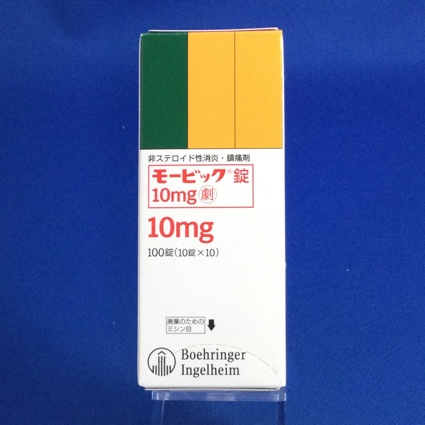 非ステロイド性消炎・鎮痛剤
モービック®錠
10mg 劇
10mg
100錠(10錠×10)
廃棄のための
ミシン目
Boehringer
Ingelheim